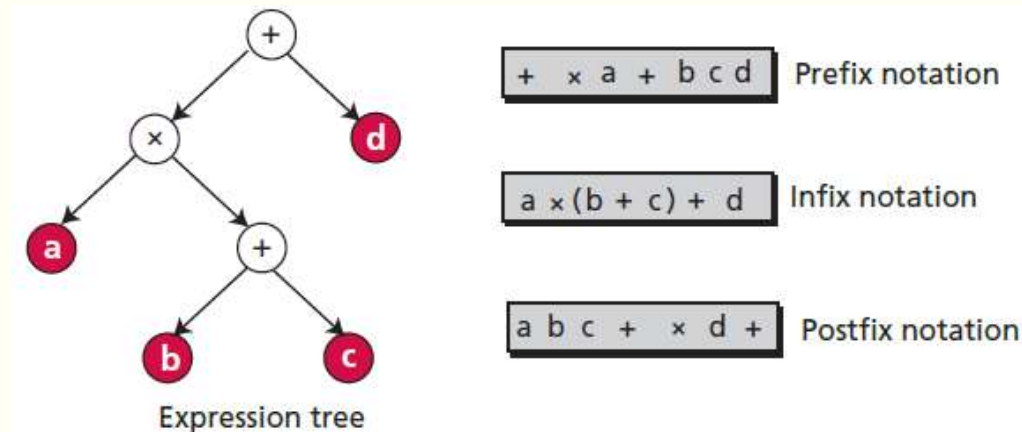 +
×
d
a
+
b
c
Expression tree
+ × a + b c d
Prefix notation
a ×(b + c) + d
Infix notation
a b c + × d +
Postfix notation